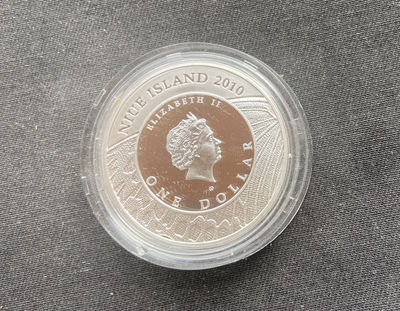 NIUE ISLAND 2010
ELIZABETH II
ONE DOLLAR